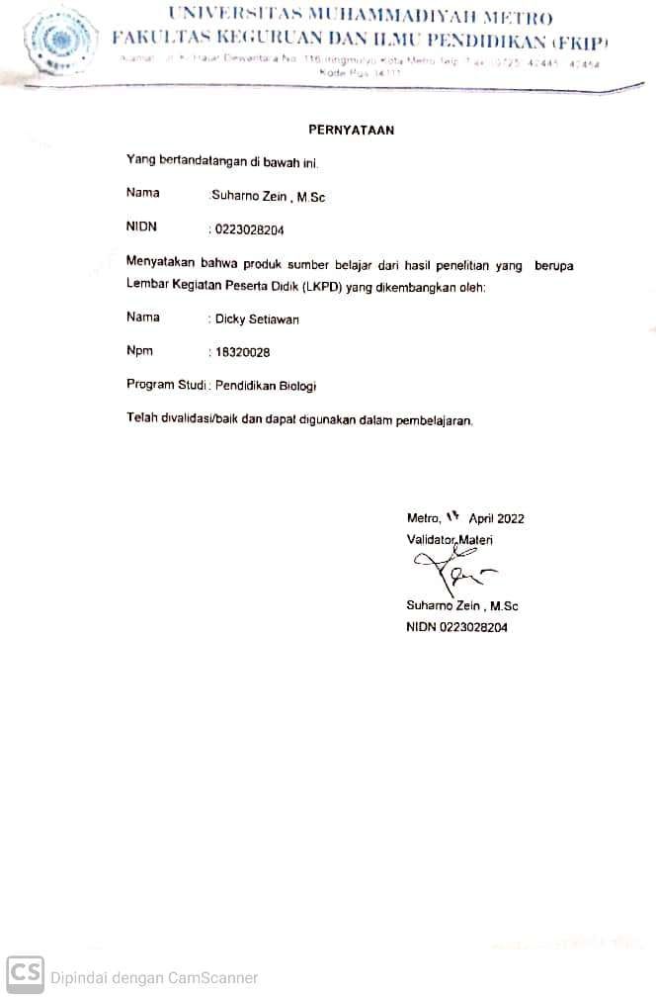 UNIVERSITAS MUHAMMADIYAH METRO
FAKULTAS KEGURUAN DAN ILMU PENDIDIKAN (FKIP)
Alamat Jl. Ki Hajar Dewantara No. 116 Iringmulyo Kota Metro Telp. Fax. (0725) 42445 42454
Kode Pos 34111
PERNYATAAN
Yang bertandatangan di bawah ini.
Nama :Suharno Zein , M.Sc
NIDN : 0223028204
Menyatakan bahwa produk sumber belajar dari hasil penelitian yang berupa
Lembar Kegiatan Peserta Didik (LKPD) yang dikembangkan oleh:
Nama : Dicky Setiawan
Npm : 18320028
Program Studi : Pendidikan Biologi
Telah divalidasi/baik dan dapat digunakan dalam pembelajaran.
Metro, April 2022
Validator Materi
Suharno Zein , M.Sc
NIDN 0223028204
CS Dipindai dengan CamScanner